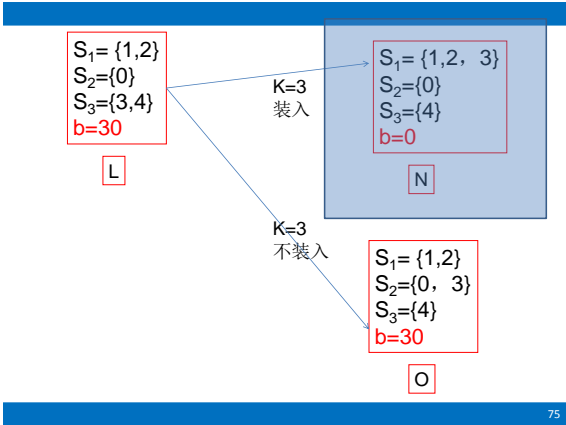 S₁= {1,2}
S₂={0}
S₃={3,4}
b=30
L
K=3
装入
S₁= {1,2，3}
S₂={0}
S₃={4}
b=0
N
K=3
不装入
S₁= {1,2}
S₂={0，3}
S₃={4}
b=30
O
75